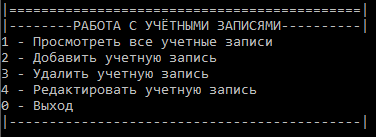 |=============================================|
|--------РАБОТА С УЧЁТНЫМИ ЗАПИСЯМИ----------|
1 - Просмотреть все учетные записи
2 - Добавить учетную запись
3 - Удалить учетную запись
4 - Редактировать учетную запись
0 - Выход
|---------------------------------------------|